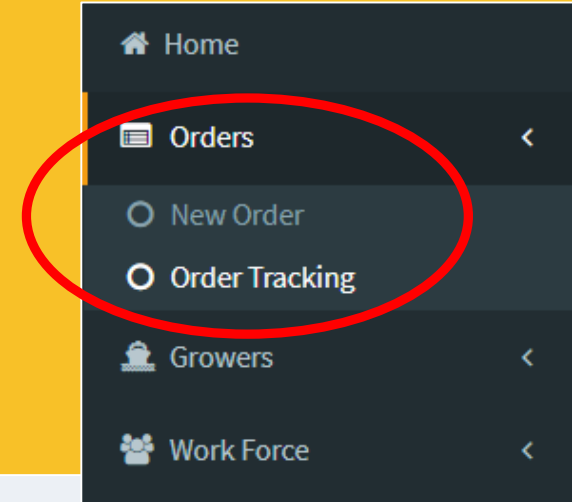 Home
Orders
New Order
Order Tracking
Growers
Work Force